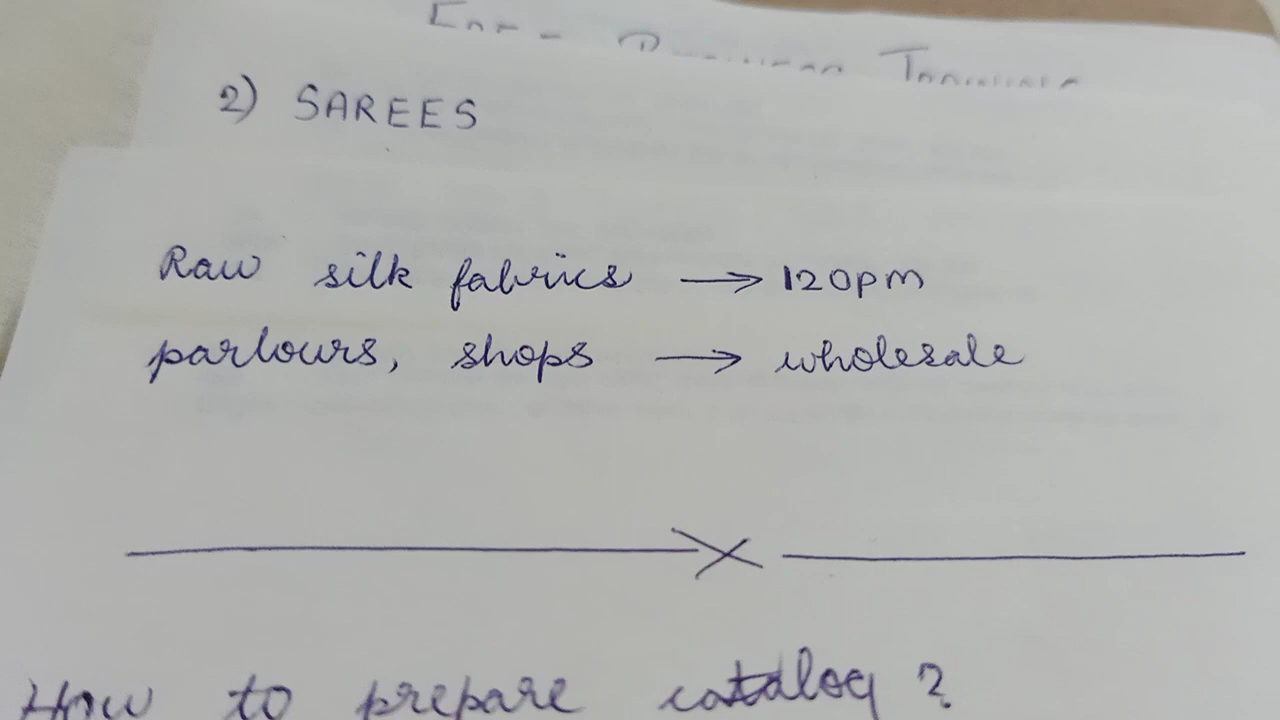 2) SAREES
Raw silk fabrics → 120pm
parlours, shops → wholesale
How to prepare catalog ?